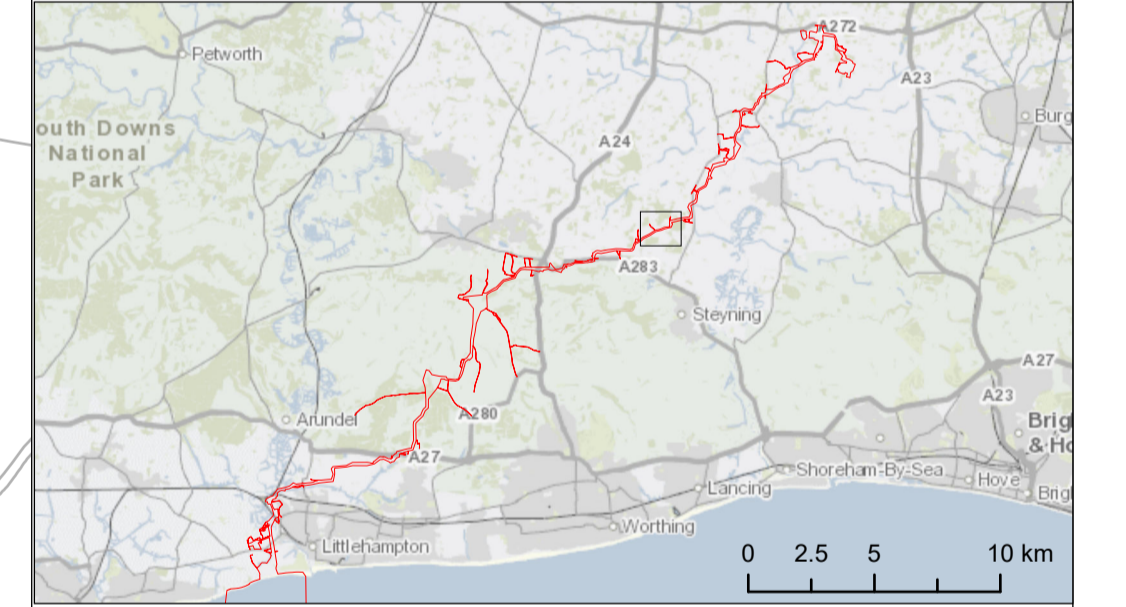 A272
Petworth
A23
Burg
outh Downs
National
Park
A24
A283
Steyning
A27
A23
Arundel
A280
Brig
& Ho
A27
Shoreham-By-Sea
Hove
Lancing
Brigl
Worthing
Littlehampton
0 2.5 5 10 km